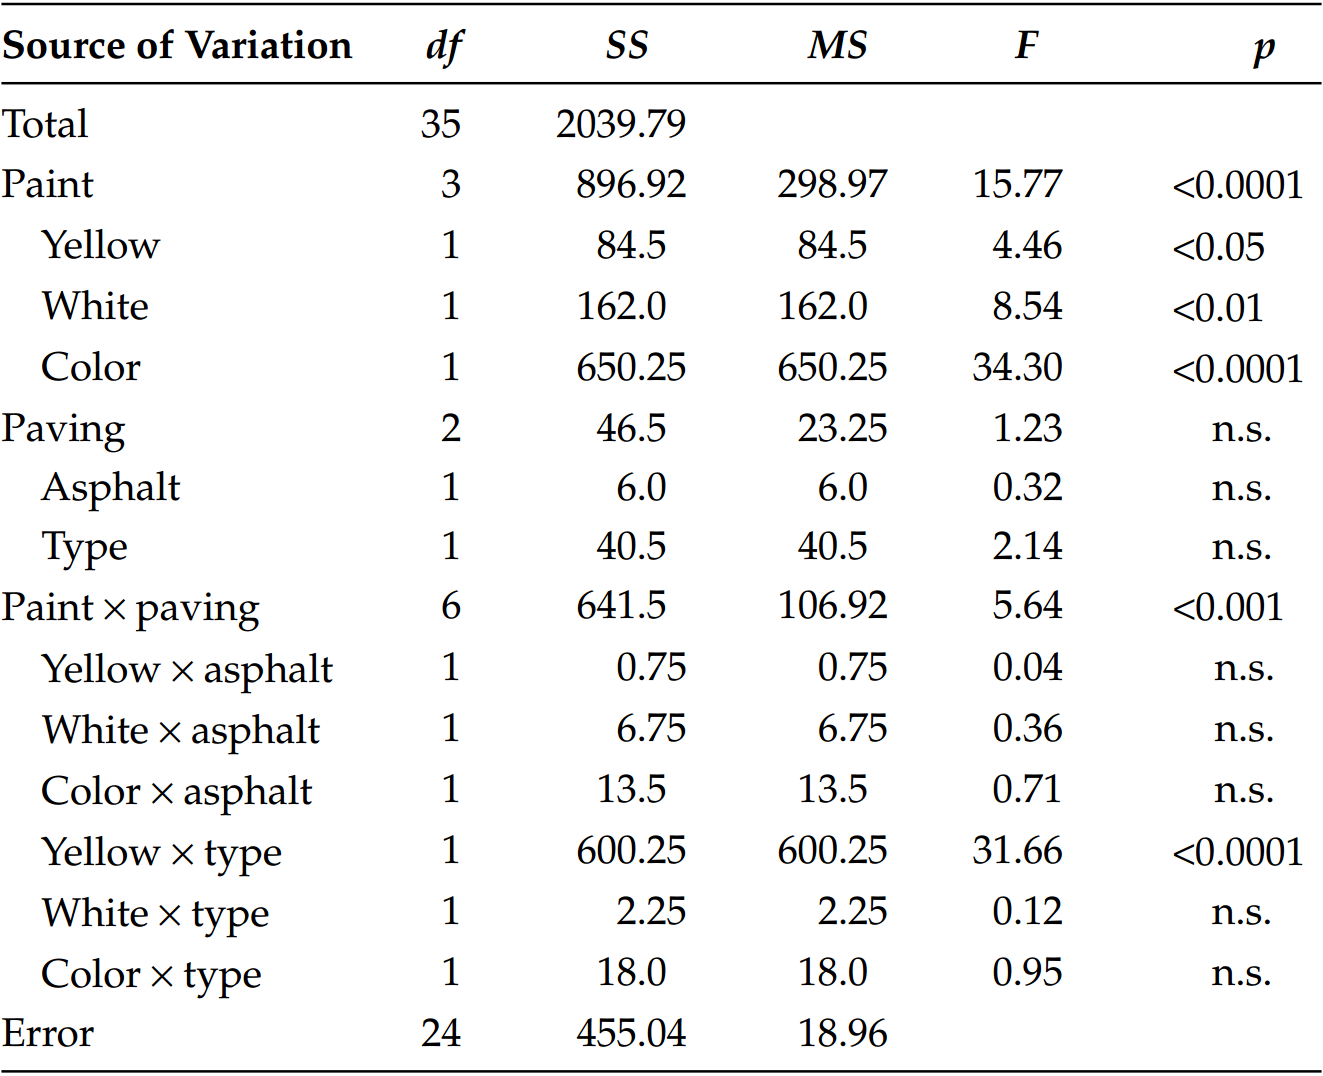 Source of Variation df SS MS F p
Total 35 2039.79
Paint 3 896.92 298.97 15.77 <0.0001
Yellow 1 84.5 84.5 4.46 <0.05
White 1 162.0 162.0 8.54 <0.01
Color 1 650.25 650.25 34.30 <0.0001
Paving 2 46.5 23.25 1.23 n.s.
Asphalt 1 6.0 6.0 0.32 n.s.
Type 1 40.5 40.5 2.14 n.s.
Paint × paving 6 641.5 106.92 5.64 <0.001
Yellow × asphalt 1 0.75 0.75 0.04 n.s.
White × asphalt 1 6.75 6.75 0.36 n.s.
Color × asphalt 1 13.5 13.5 0.71 n.s.
Yellow × type 1 600.25 600.25 31.66 <0.0001
White × type 1 2.25 2.25 0.12 n.s.
Color × type 1 18.0 18.0 0.95 n.s.
Error 24 455.04 18.96